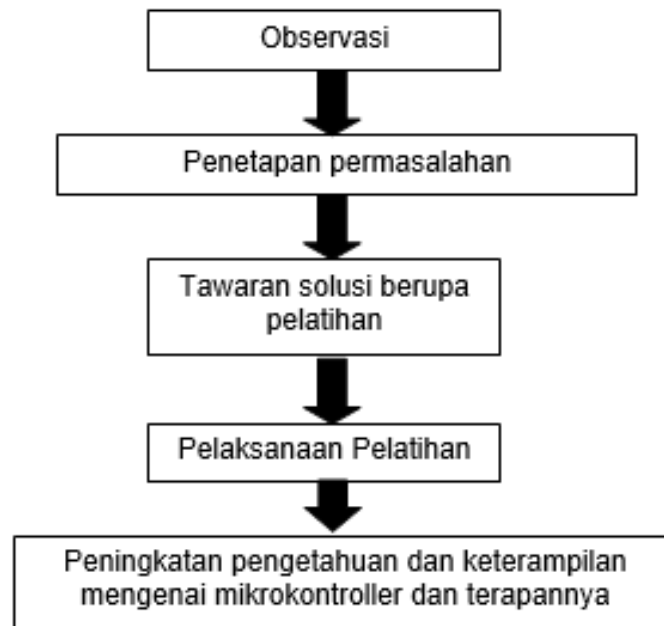 Observasi
Penetapan permasalahan
Tawaran solusi berupa
pelatihan
Pelaksanaan Pelatihan
Peningkatan pengetahuan dan keterampilan
mengenai mikrokontroller dan terapannya